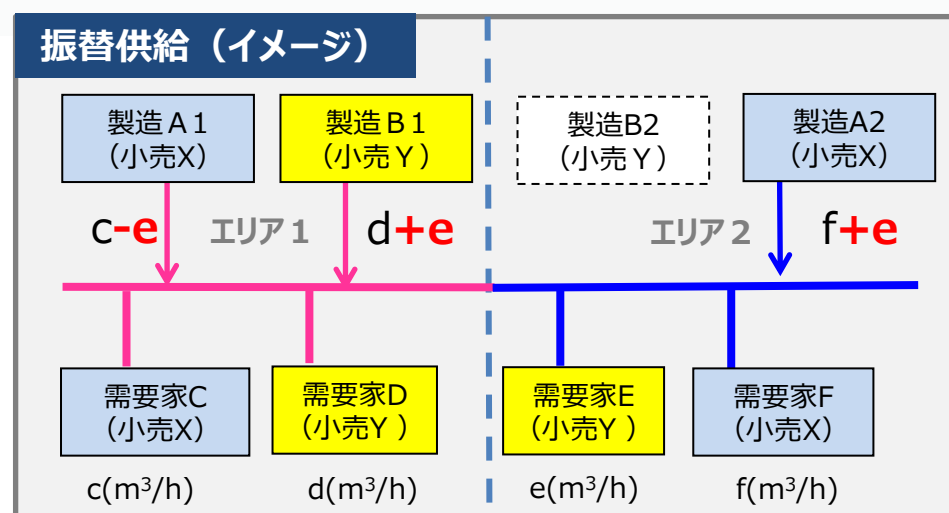 振替供給（イメージ）
製造Ａ１
（小売X）
製造Ｂ１
（小売Ｙ）
製造B2
（小売Ｙ）
製造A2
（小売X）
c-e
エリア１
d+e
エリア２
f+e
需要家C
（小売X）
需要家D
（小売Y ）
需要家E
（小売Y ）
需要家F
（小売X）
c(m³/h)
d(m³/h)
e(m³/h)
f(m³/h)